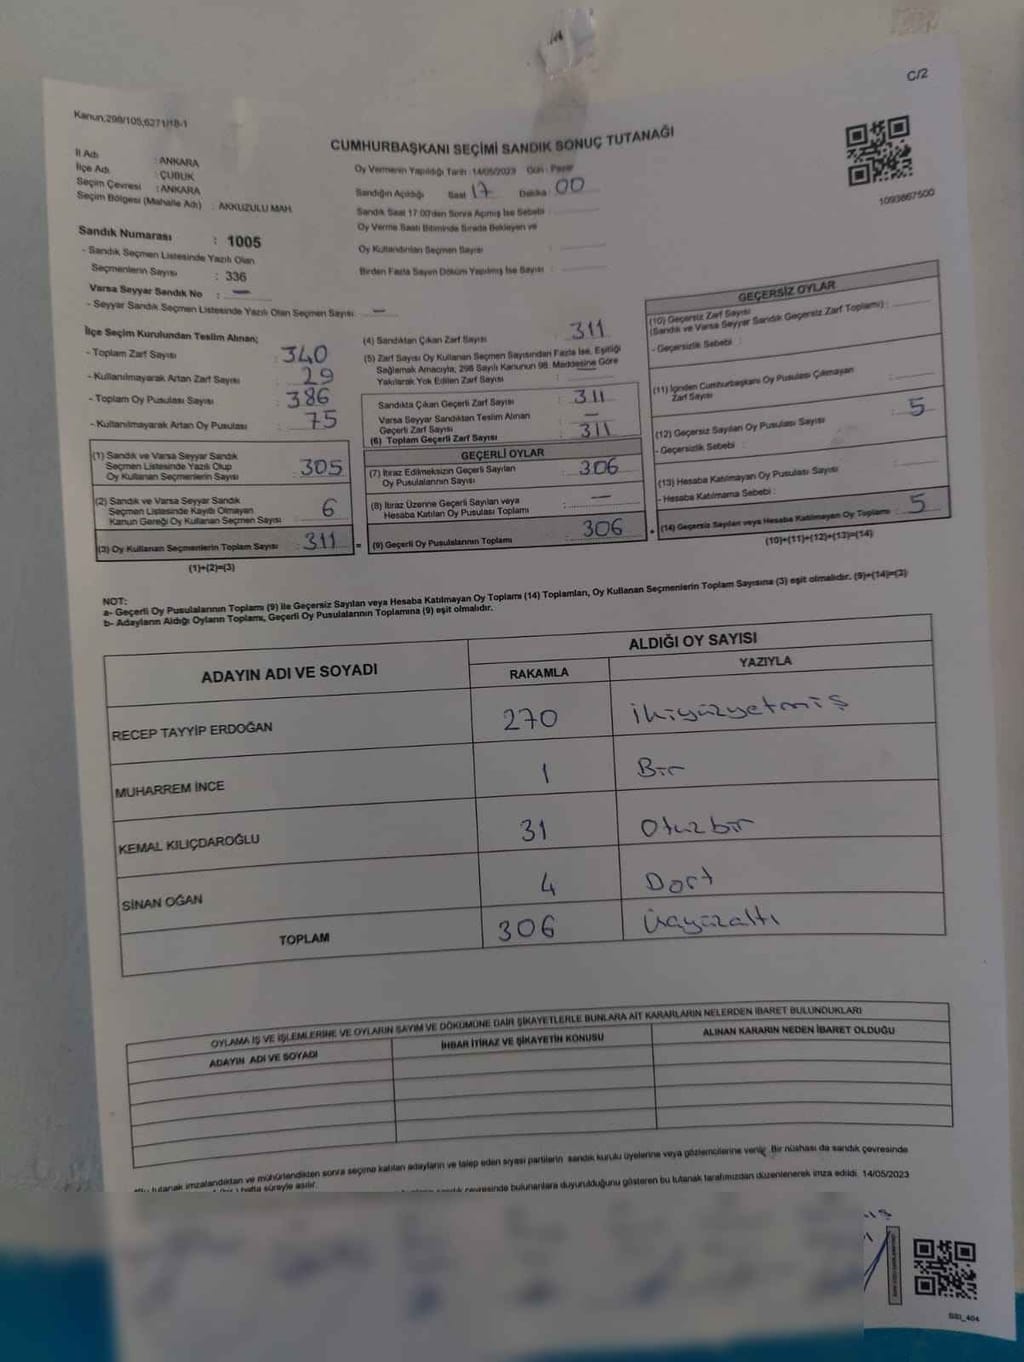 C/2
Kanun;298/105,6271/18-1
CUMHURBAŞKANI SEÇİMİ SANDIK SONUÇ TUTANAĞI
İl Adı : ANKARA
İlçe Adı : ÇUBUK
Seçim Çevresi : ANKARA
Seçim Bölgesi (Mahalle Adı) : AKKUZULU MAH.
Oy Vermenin Yapıldığı Tarih : 14/05/2023 Gün : Pazar
Sandığın Açıldığı Saat 17 Dakika : 00
Sandık Saat 17:00'den Sonra Açmış İse Sebebi :
Oy Verme Saati Bitiminde Sırada Bekleyen ve
Oy Kullandırılan Seçmen Sayısı :
Birden Fazla Sayım Döküm Yapılmış İse Sayısı :
1093867500
Sandık Numarası : 1005
- Sandık Seçmen Listesinde Yazılı Olan
Seçmenlerin Sayısı : 336
Varsa Seyyar Sandık No : —
- Seyyar Sandık Seçmen Listesinde Yazılı Olan Seçmen Sayısı : —
İlçe Seçim Kurulundan Teslim Alınan;
- Toplam Zarf Sayısı : 340
- Kullanılmayarak Artan Zarf Sayısı : 29
- Toplam Oy Pusulası Sayısı : 386
- Kullanılmayarak Artan Oy Pusulası : 75
(1) Sandık ve Varsa Seyyar Sandık
Seçmen Listesinde Yazılı Olup
Oy Kullanan Seçmenlerin Sayısı : 305
(2) Sandık ve Varsa Seyyar Sandık
Seçmen Listesinde Kayıtlı Olmayan
Kanun Gereği Oy Kullanan Seçmen Sayısı : 6
(3) Oy Kullanan Seçmenlerin Toplam Sayısı : 311
(1)+(2)=(3)
(4) Sandıktan Çıkan Zarf Sayısı : 311
(5) Zarf Sayısı Oy Kullanan Seçmen Sayısından Fazla İse, Eşitliği
Sağlamak Amacıyla, 298 Sayılı Kanunun 98. Maddesine Göre
Yakılarak Yok Edilen Zarf Sayısı : —
Sandıkta Çıkan Geçerli Zarf Sayısı : 311
Varsa Seyyar Sandıktan Teslim Alınan
Geçerli Zarf Sayısı : —
(6) Toplam Geçerli Zarf Sayısı : 311
GEÇERLİ OYLAR
(7) İtiraz Edilmeksizin Geçerli Sayılan
Oy Pusulalarının Sayısı : 306
(8) İtiraz Üzerine Geçerli Sayılan veya
Hesaba Katılan Oy Pusulası Toplamı : —
= (9) Geçerli Oy Pusulalarının Toplamı : 306
GEÇERSİZ OYLAR
(10) Geçersiz Zarf Sayısı
(Sandık ve Varsa Seyyar Sandık Geçersiz Zarf Toplamı) :
- Geçersizlik Sebebi :
(11) İçinden Cumhurbaşkanı Oy Pusulası Çıkmayan
Zarf Sayısı :
(12) Geçersiz Sayılan Oy Pusulası Sayısı : 5
- Geçersizlik Sebebi :
(13) Hesaba Katılmayan Oy Pusulası Sayısı :
- Hesaba Katılmama Sebebi :
+ (14) Geçersiz Sayılan veya Hesaba Katılmayan Oy Toplamı : 5
(10)+(11)+(12)+(13)=(14)
NOT:
a- Geçerli Oy Pusulalarının Toplamı (9) ile Geçersiz Sayılan veya Hesaba Katılmayan Oy Toplamı (14) Toplamları, Oy Kullanan Seçmenlerin Toplam Sayısına (3) eşit olmalıdır. (9)+(14)=(3)
b- Adayların Aldığı Oyların Toplamı, Geçerli Oy Pusulalarının Toplamına (9) eşit olmalıdır.
ADAYIN ADI VE SOYADI
ALDIĞI OY SAYISI
RAKAMLA YAZIYLA
RECEP TAYYİP ERDOĞAN 270 ikiyüzyetmiş
MUHARREM İNCE 1 Bir
KEMAL KILIÇDAROĞLU 31 Otuzbir
SİNAN OĞAN 4 Dört
TOPLAM 306 Üçyüzaltı
OYLAMA İŞ VE İŞLEMLERİNE VE OYLARIN SAYIM VE DÖKÜMÜNE DAİR ŞİKAYETLERLE BUNLARA AİT KARARLARIN NELERDEN İBARET BULUNDUKLARI
ADAYIN ADI VE SOYADI İHBAR İTİRAZ VE ŞİKAYETİN KONUSU ALINAN KARARIN NEDEN İBARET OLDUĞU
tutanak imzalandıktan ve mühürlendikten sonra seçime katılan adayların ve talep eden siyasi partilerin sandık kurulu üyelerine veya gözlemcilerine verilir. Bir nüshası da sandık çevresinde
hafta süreyle asılır.
çevresinde bulunanlara duyurulduğunu gösteren bu tutanak tarafımızdan düzenlenerek imza edildi. 14/05/2023
SSI_404